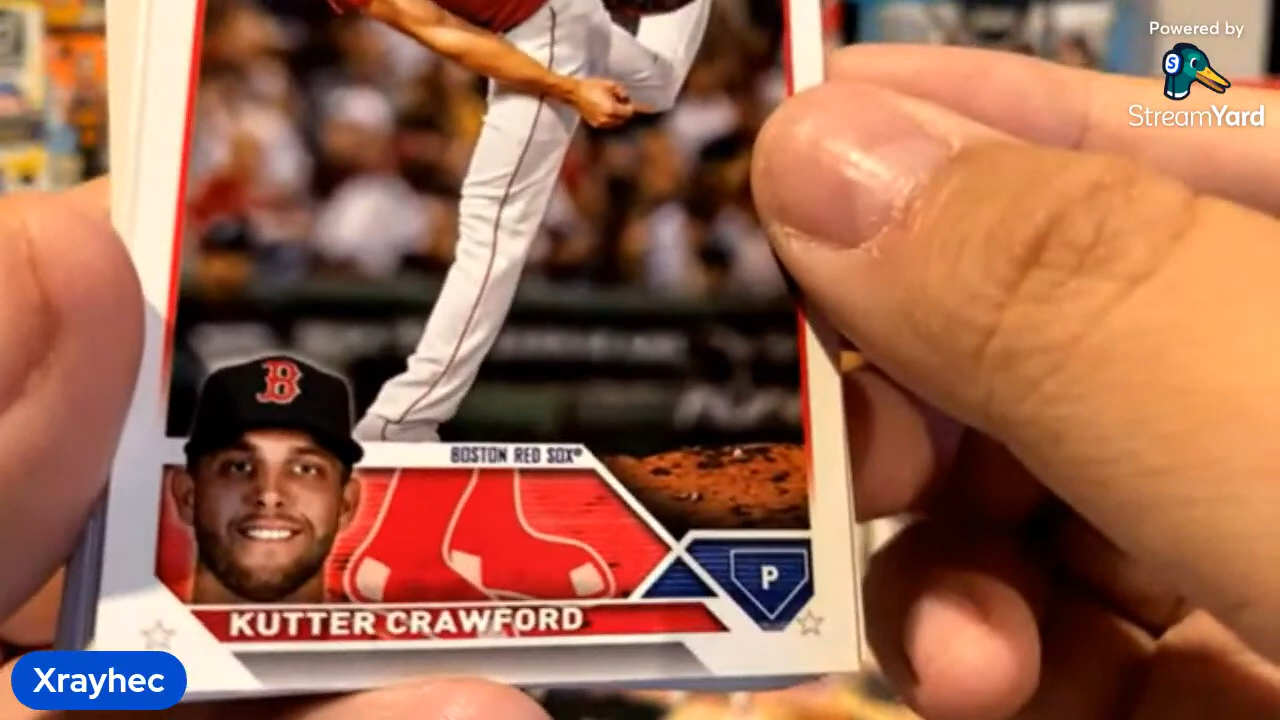 Powered by
StreamYard
B
BOSTON RED SOX®
P
KUTTER CRAWFORD
Xrayhec